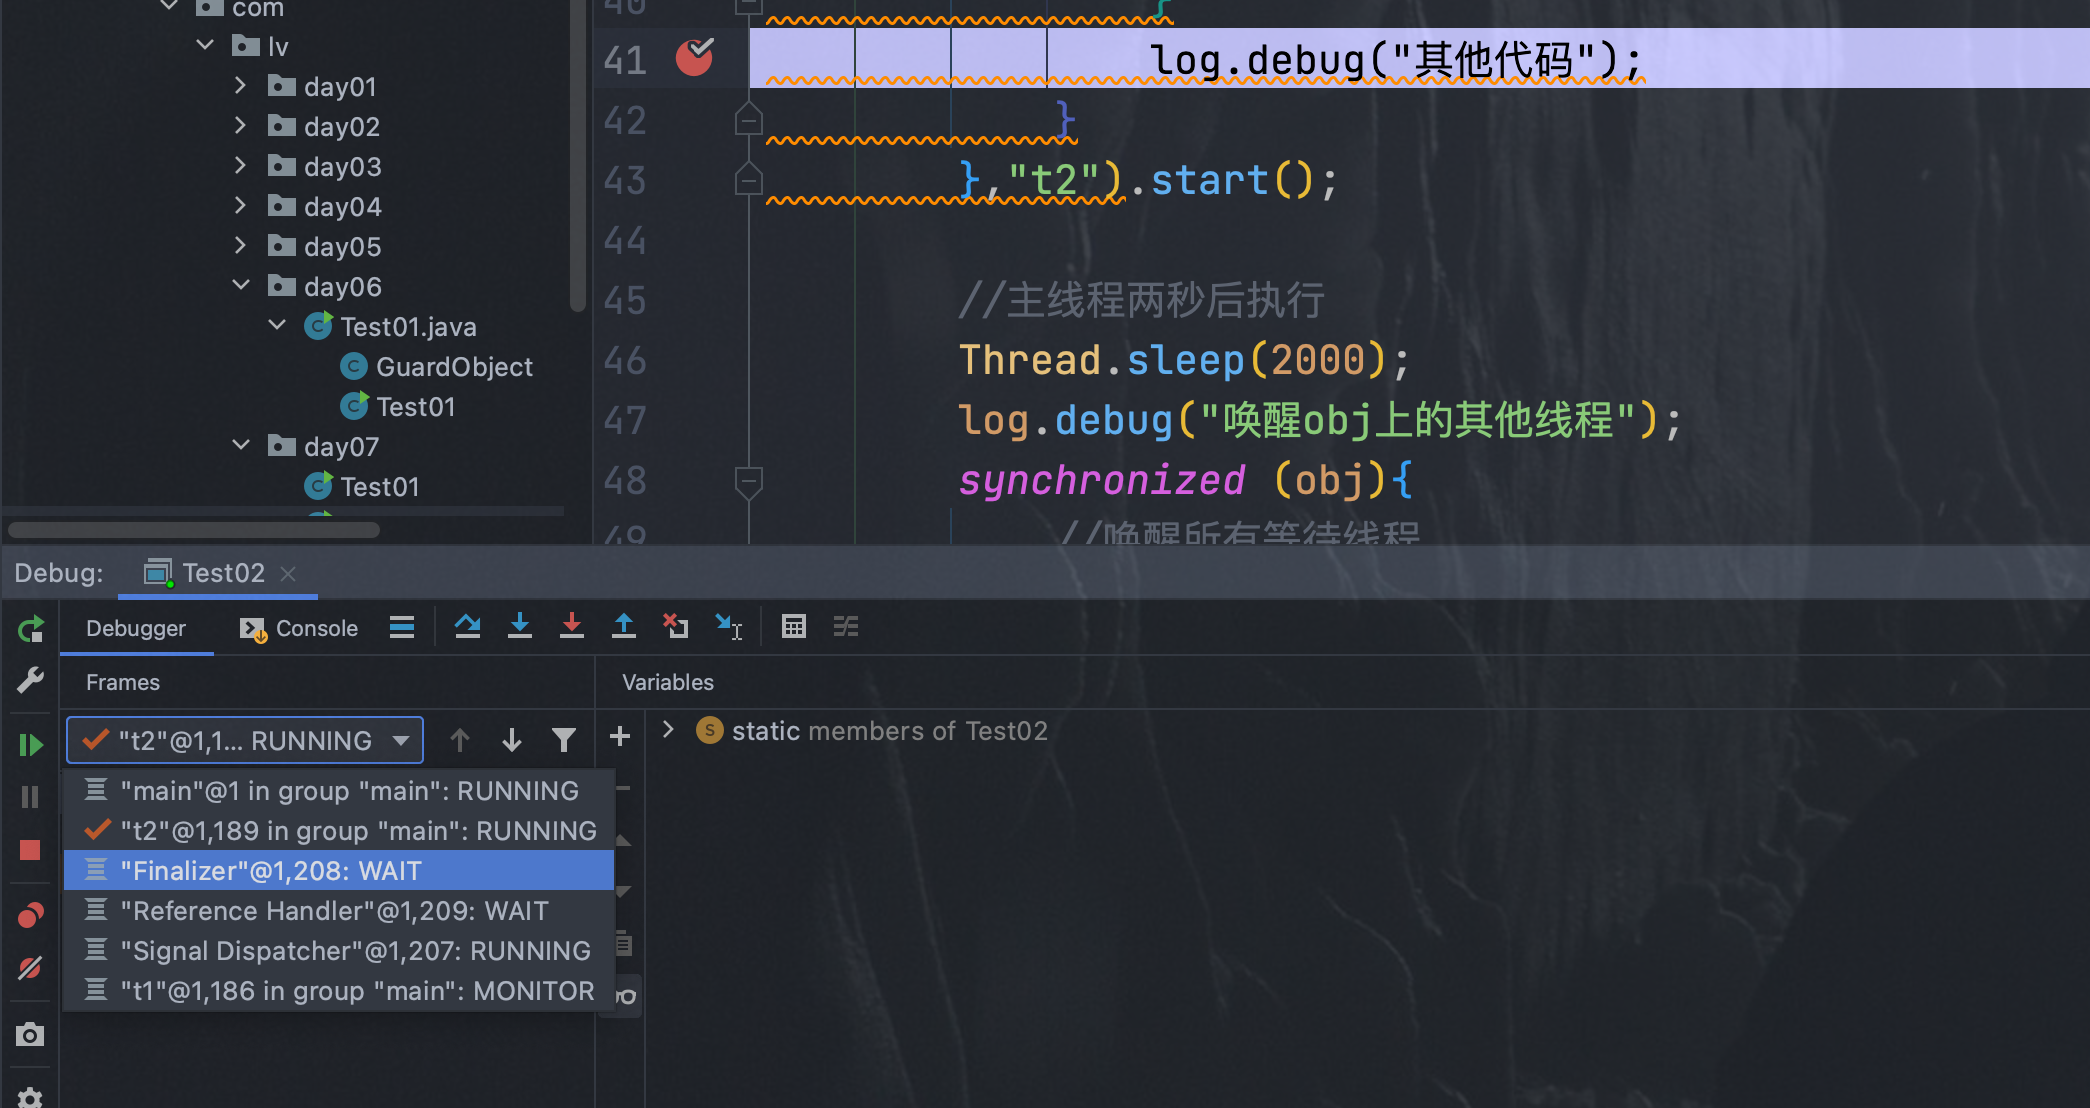 com
lv
day01
day02
day03
day04
day05
day06
Test01.java
GuardObject
Test01
day07
Test01
40 {
41 log.debug("其他代码");
42 }
43 },"t2").start();
44
45 //主线程两秒后执行
46 Thread.sleep(2000);
47 log.debug("唤醒obj上的其他线程");
48 synchronized (obj){
49 //唤醒所有等待线程
Debug: Test02
Debugger Console
Frames Variables
"t2"@1,1... RUNNING
static members of Test02
"main"@1 in group "main": RUNNING
"t2"@1,189 in group "main": RUNNING
"Finalizer"@1,208: WAIT
"Reference Handler"@1,209: WAIT
"Signal Dispatcher"@1,207: RUNNING
"t1"@1,186 in group "main": MONITOR